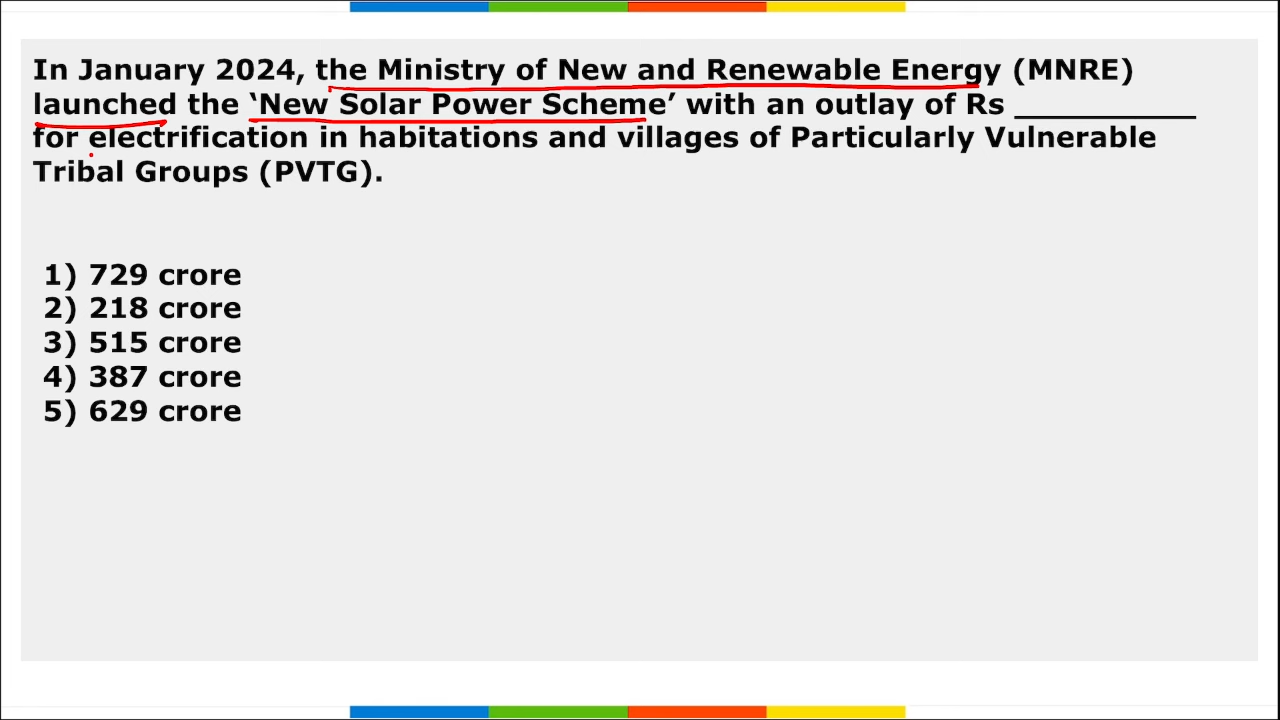 In January 2024, the Ministry of New and Renewable Energy (MNRE)
launched the ‘New Solar Power Scheme’ with an outlay of Rs ___________
for electrification in habitations and villages of Particularly Vulnerable
Tribal Groups (PVTG).
1) 729 crore
2) 218 crore
3) 515 crore
4) 387 crore
5) 629 crore